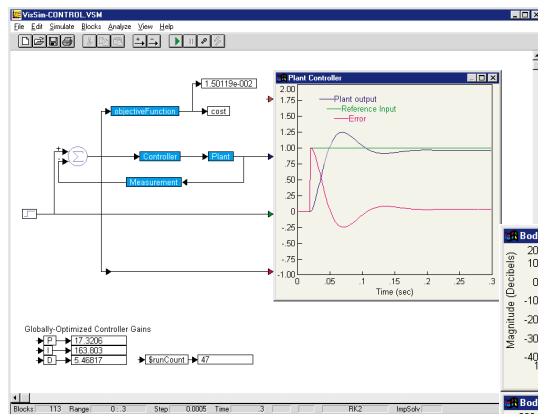 VisSim-CONTROL.VSM
File Edit Simulate Blocks Analyze View Help
1.50119e-002
objectiveFunction
cost
+
-
Σ
Controller
Plant
Measurement
Plant Controller
2.00
1.75
1.50
1.25
1.00
.75
.50
.25
0
-.25
-.50
-.75
-1.00
Plant output
Reference Input
Error
0 .05 .1 .15 .2 .25 .3
Time (sec)
Bod
Magnitude (Decibels)
20
10
0
-10
-20
-30
-40
1
Bod
Globally-Optimized Controller Gains
P 17.3206
I 163.803
D 5.46817
$runCount 47
Blocks 113 Range 0:.3 Step 0.0005 Time .3 RK2 ImpSolv